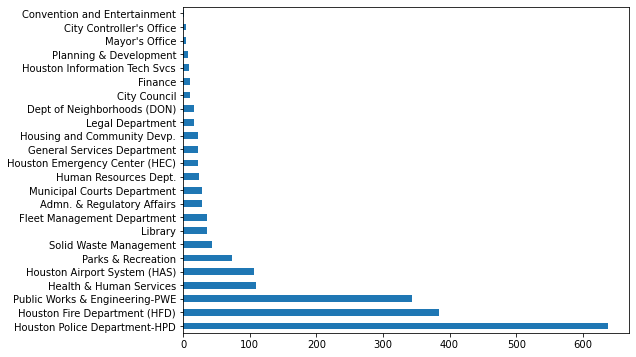 Convention and Entertainment
City Controller's Office
Mayor's Office
Planning & Development
Houston Information Tech Svcs
Finance
City Council
Dept of Neighborhoods (DON)
Legal Department
Housing and Community Devp.
General Services Department
Houston Emergency Center (HEC)
Human Resources Dept.
Municipal Courts Department
Admn. & Regulatory Affairs
Fleet Management Department
Library
Solid Waste Management
Parks & Recreation
Houston Airport System (HAS)
Health & Human Services
Public Works & Engineering-PWE
Houston Fire Department (HFD)
Houston Police Department-HPD
0 100 200 300 400 500 600